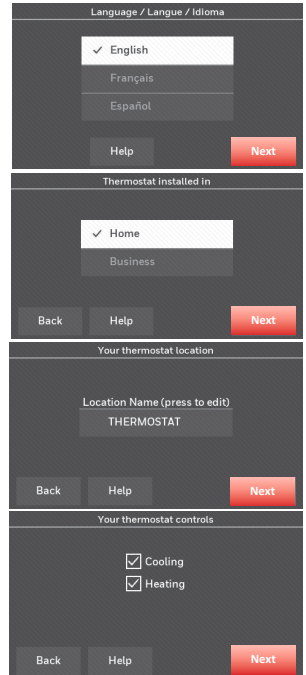 Language / Langue / Idioma
English
Français
Español
Help Next
Thermostat installed in
Home
Business
Back Help Next
Your thermostat location
Location Name (press to edit)
THERMOSTAT
Back Help Next
Your thermostat controls
Cooling
Heating
Back Help Next